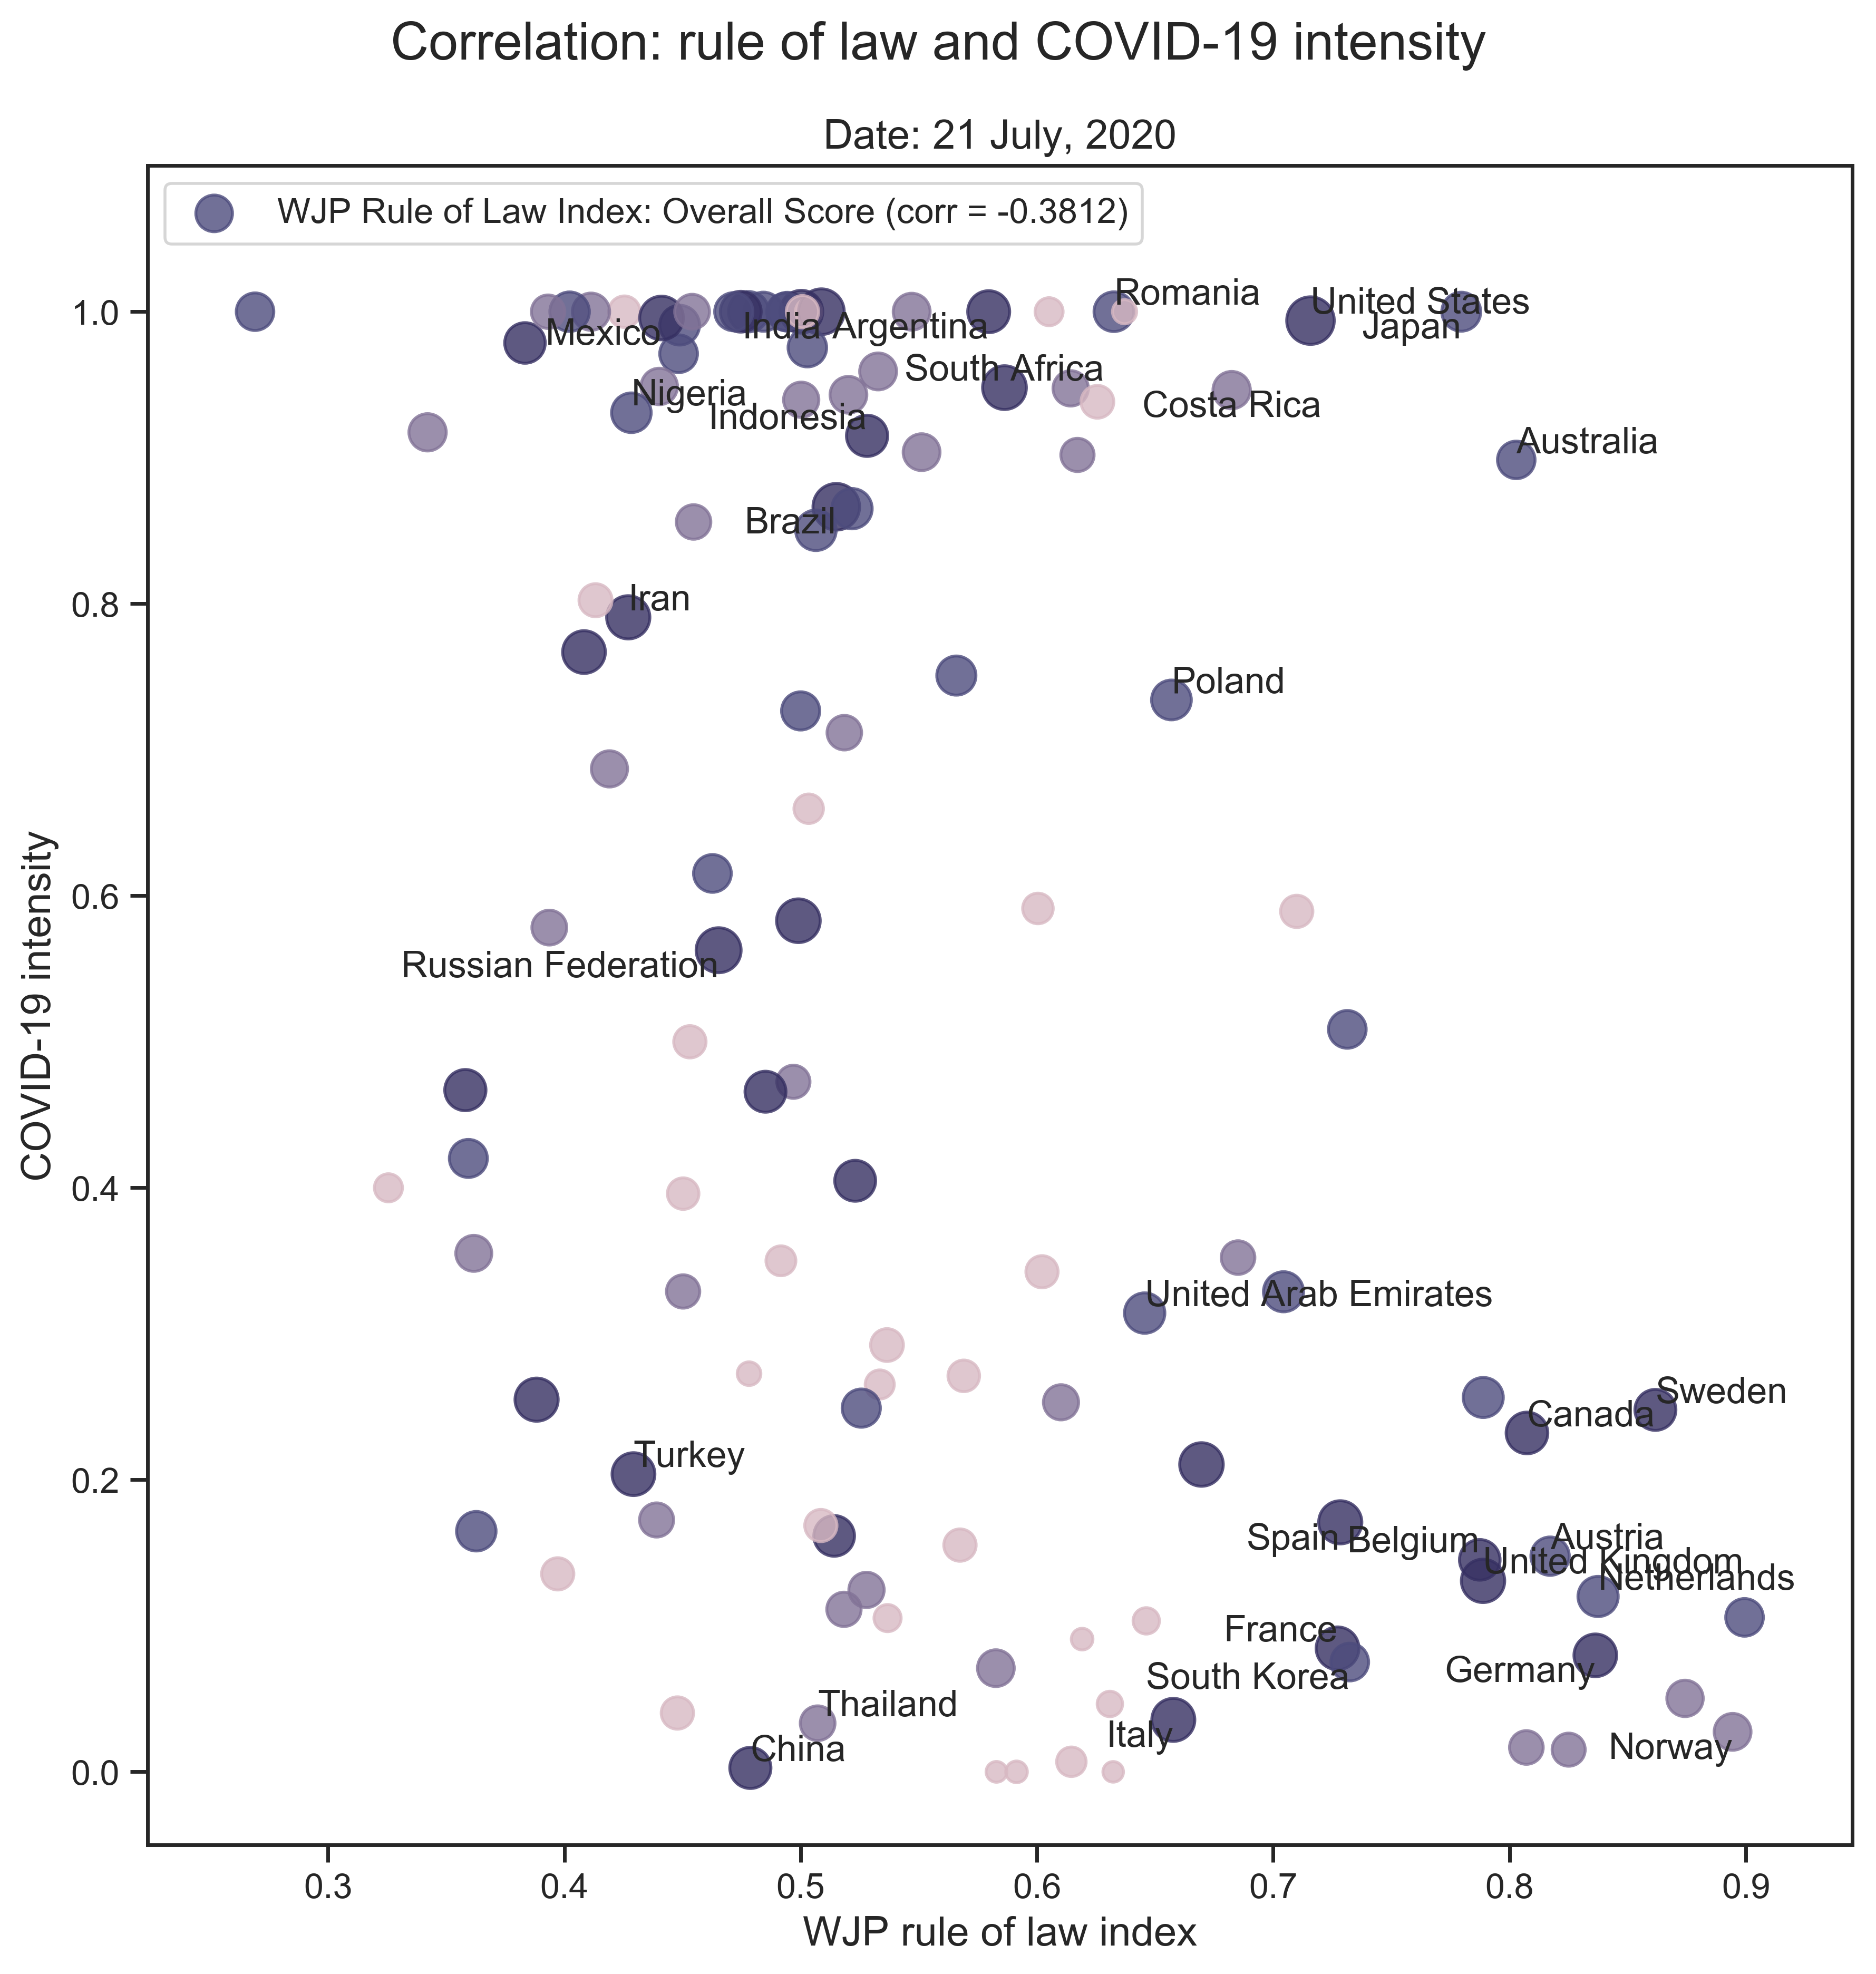 Correlation: rule of law and COVID-19 intensity
Date: 21 July, 2020
WJP Rule of Law Index: Overall Score (corr = -0.3812)
Romania
United States
1.0
India
Argentina
Japan
Mexico
South Africa
Nigeria
Costa Rica
Indonesia
Australia
Brazil
0.8
Iran
Poland
0.6
Russian Federation
COVID-19 intensity
0.4
United Arab Emirates
Sweden
Canada
0.2
Turkey
Spain
Belgium
Austria
United Kingdom
Netherlands
France
South Korea
Germany
Thailand
Italy
China
Norway
0.0
0.3
0.4
0.5
0.6
0.7
0.8
0.9
WJP rule of law index